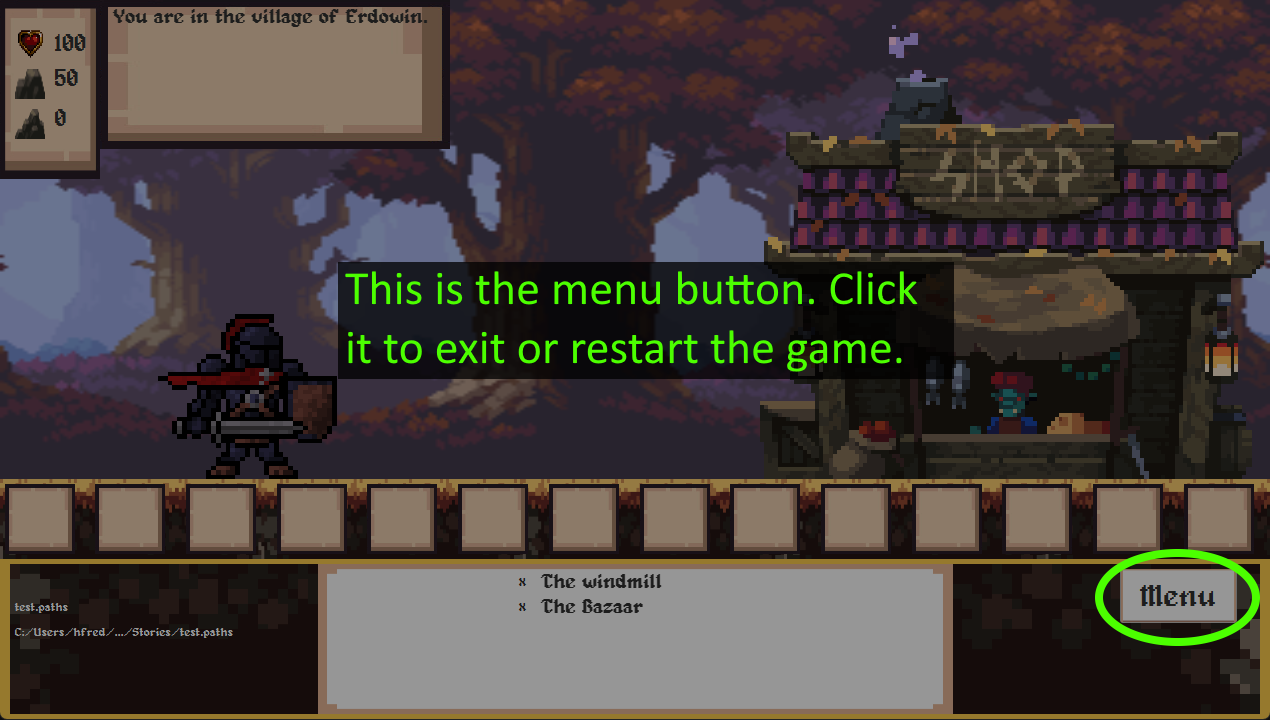 You are in the village of Erdowin.
100
50
0
SHOP
This is the menu button. Click
it to exit or restart the game.
x The windmill
x The Bazaar
Menu
test.paths
C:/Users/hfred/.../Stories/test.paths